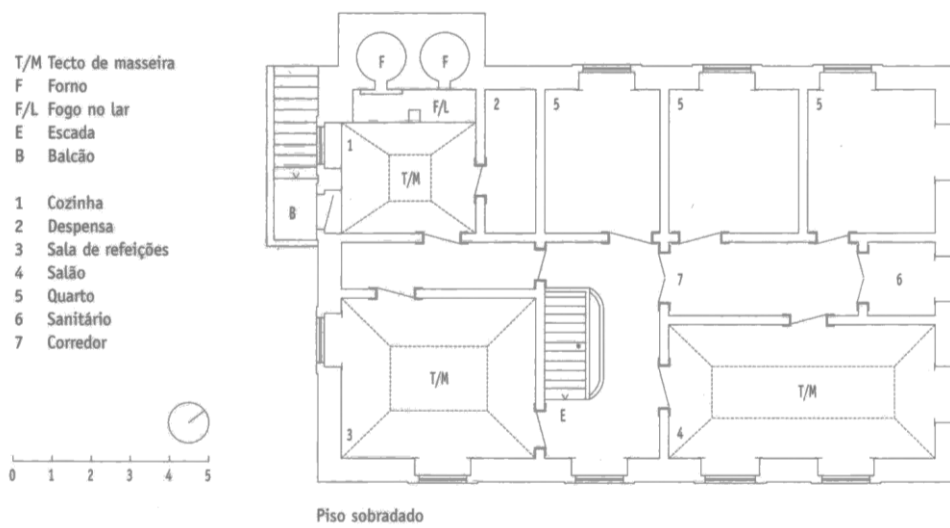 T/M Tecto de masseira
F Forno
F/L Fogo no lar
E Escada
B Balcão
1 Cozinha
2 Despensa
3 Sala de refeições
4 Salão
5 Quarto
6 Sanitário
7 Corredor
0 1 2 3 4 5
F F
F/L
2 5 5 5
1
T/M
B
7 6
T/M
T/M
E
3 4
Piso sobradado